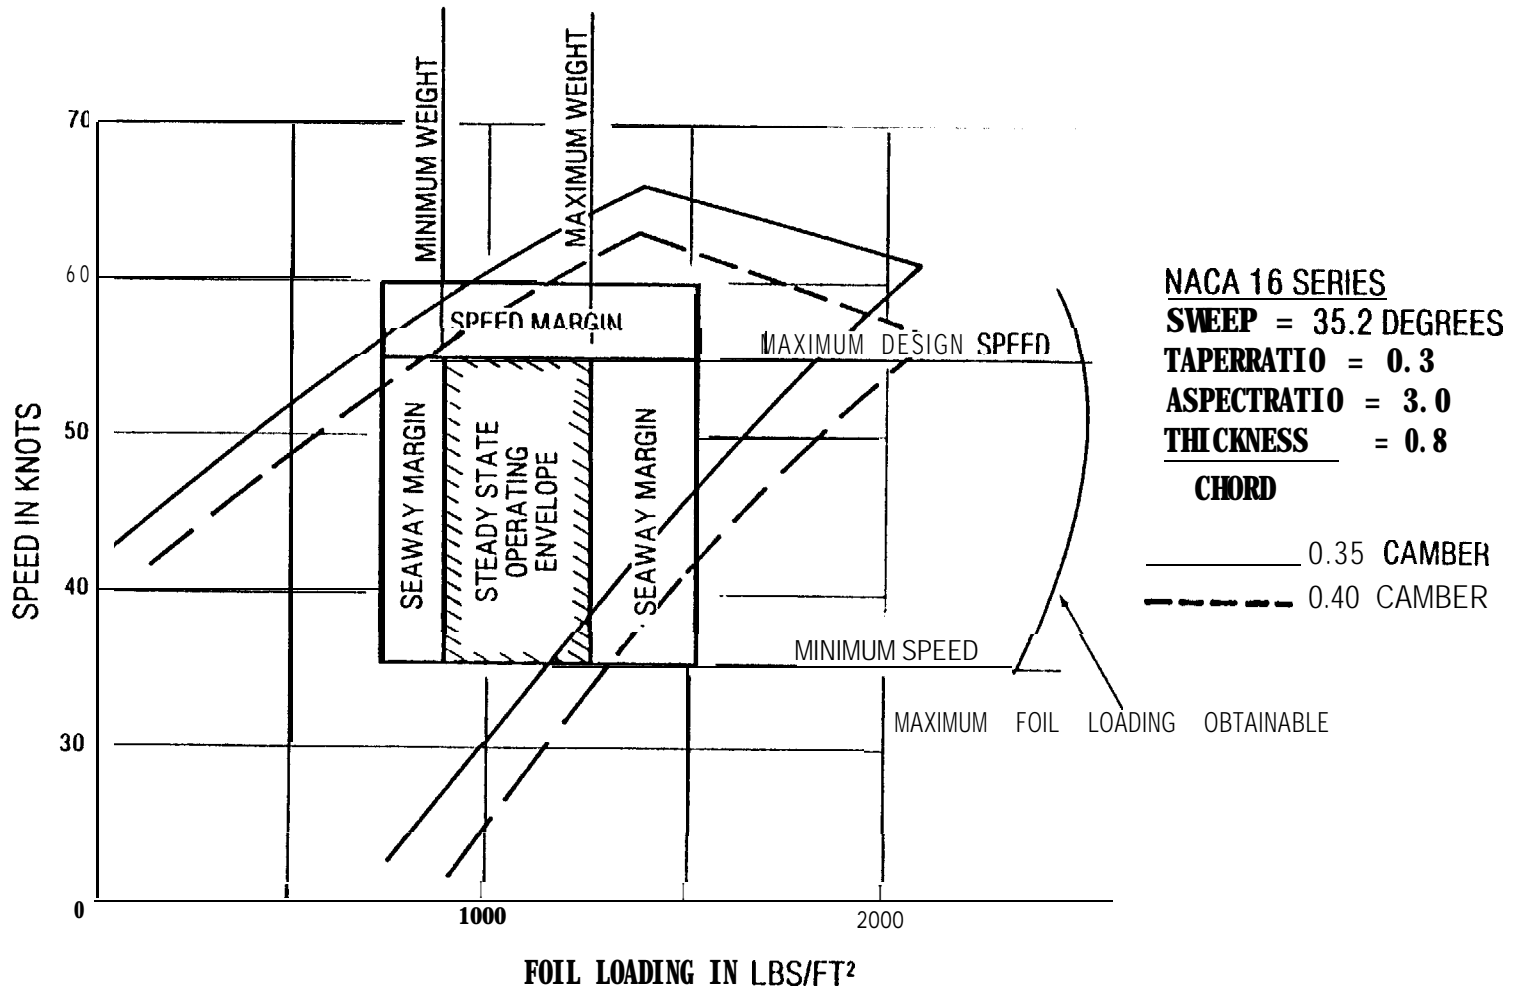 MINIMUM WEIGHT
MAXIMUM WEIGHT
70
60
50
40
30
0
SPEED IN KNOTS
SPEED MARGIN
MAXIMUM DESIGN SPEED
SEAWAY MARGIN
STEADY STATE
OPERATING
ENVELOPE
SEAWAY MARGIN
MINIMUM SPEED
MAXIMUM FOIL LOADING OBTAINABLE
1000
2000
FOIL LOADING IN LBS/FT²
NACA 16 SERIES
SWEEP = 35.2 DEGREES
TAPERRATIO = 0.3
ASPECTRATIO = 3.0
THICKNESS = 0.8
CHORD
0.35 CAMBER
0.40 CAMBER